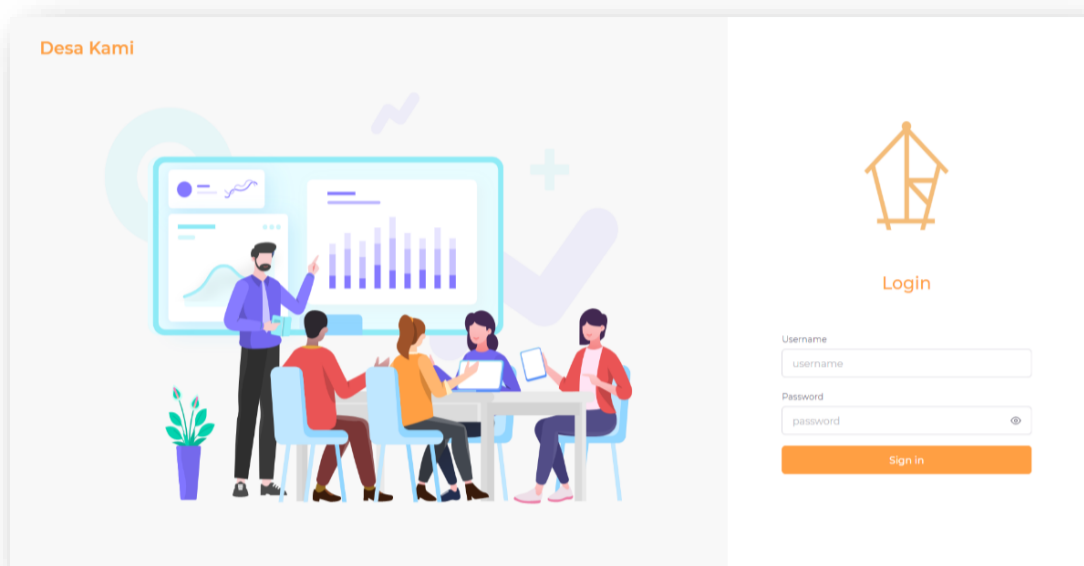 Desa Kami
Login
Username
username
Password
password
Sign in